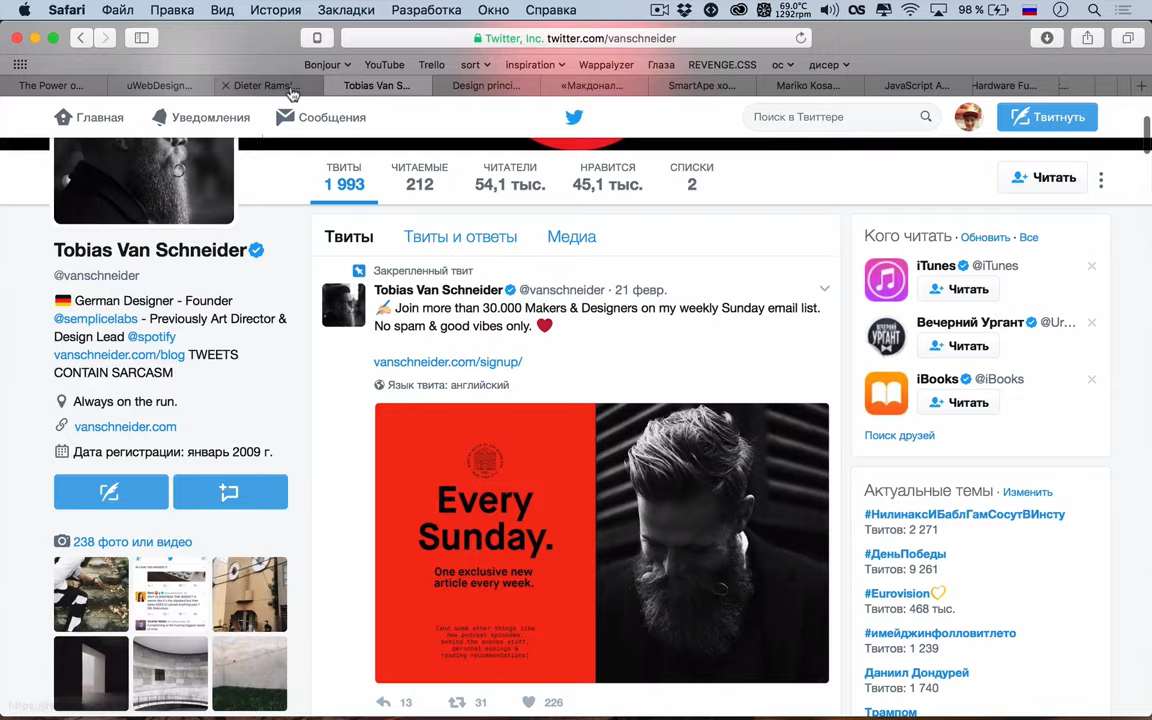 Safari Файл Правка Вид История Закладки Разработка Окно Справка 69.0°C 1292rpm 98 %
Twitter, Inc. twitter.com/vanschneider
Bonjour YouTube Trello sort inspiration Wappalyzer Глаза REVENGE.CSS ос дисер
The Power o... uWebDesign... Dieter Rams'... Tobias Van S... Design princi... «Макдонал... SmartApe хо... Mariko Kosa... JavaScript A... Hardware Fu...
Главная Уведомления Сообщения Поиск в Твиттере Твитнуть
ТВИТЫ ЧИТАЕМЫЕ ЧИТАТЕЛИ НРАВИТСЯ СПИСКИ
1 993 212 54,1 тыс. 45,1 тыс. 2
Читать
Tobias Van Schneider
@vanschneider
German Designer - Founder
@semplicelabs - Previously Art Director &
Design Lead @spotify
vanschneider.com/blog TWEETS
CONTAIN SARCASM
Always on the run.
vanschneider.com
Дата регистрации: январь 2009 г.
238 фото или видео
Твиты Твиты и ответы Медиа
Закрепленный твит
Tobias Van Schneider @vanschneider · 21 февр.
Join more than 30.000 Makers & Designers on my weekly Sunday email list.
No spam & good vibes only.
vanschneider.com/signup/
Язык твита: английский
Every
Sunday.
One exclusive new
article every week.
13 31 226
Кого читать · Обновить · Все
iTunes @iTunes
Читать
Вечерний Ургант @Ur...
Читать
iBooks @iBooks
Читать
Поиск друзей
Актуальные темы · Изменить
#НилинаксИБаблГамСосутВИнсту
Твитов: 2 271
#ДеньПобеды
Твитов: 9 261
#Eurovision
Твитов: 468 тыс.
#имейджинфолловитлето
Твитов: 1 239
Даниил Дондурей
Твитов: 1 740
Трампом